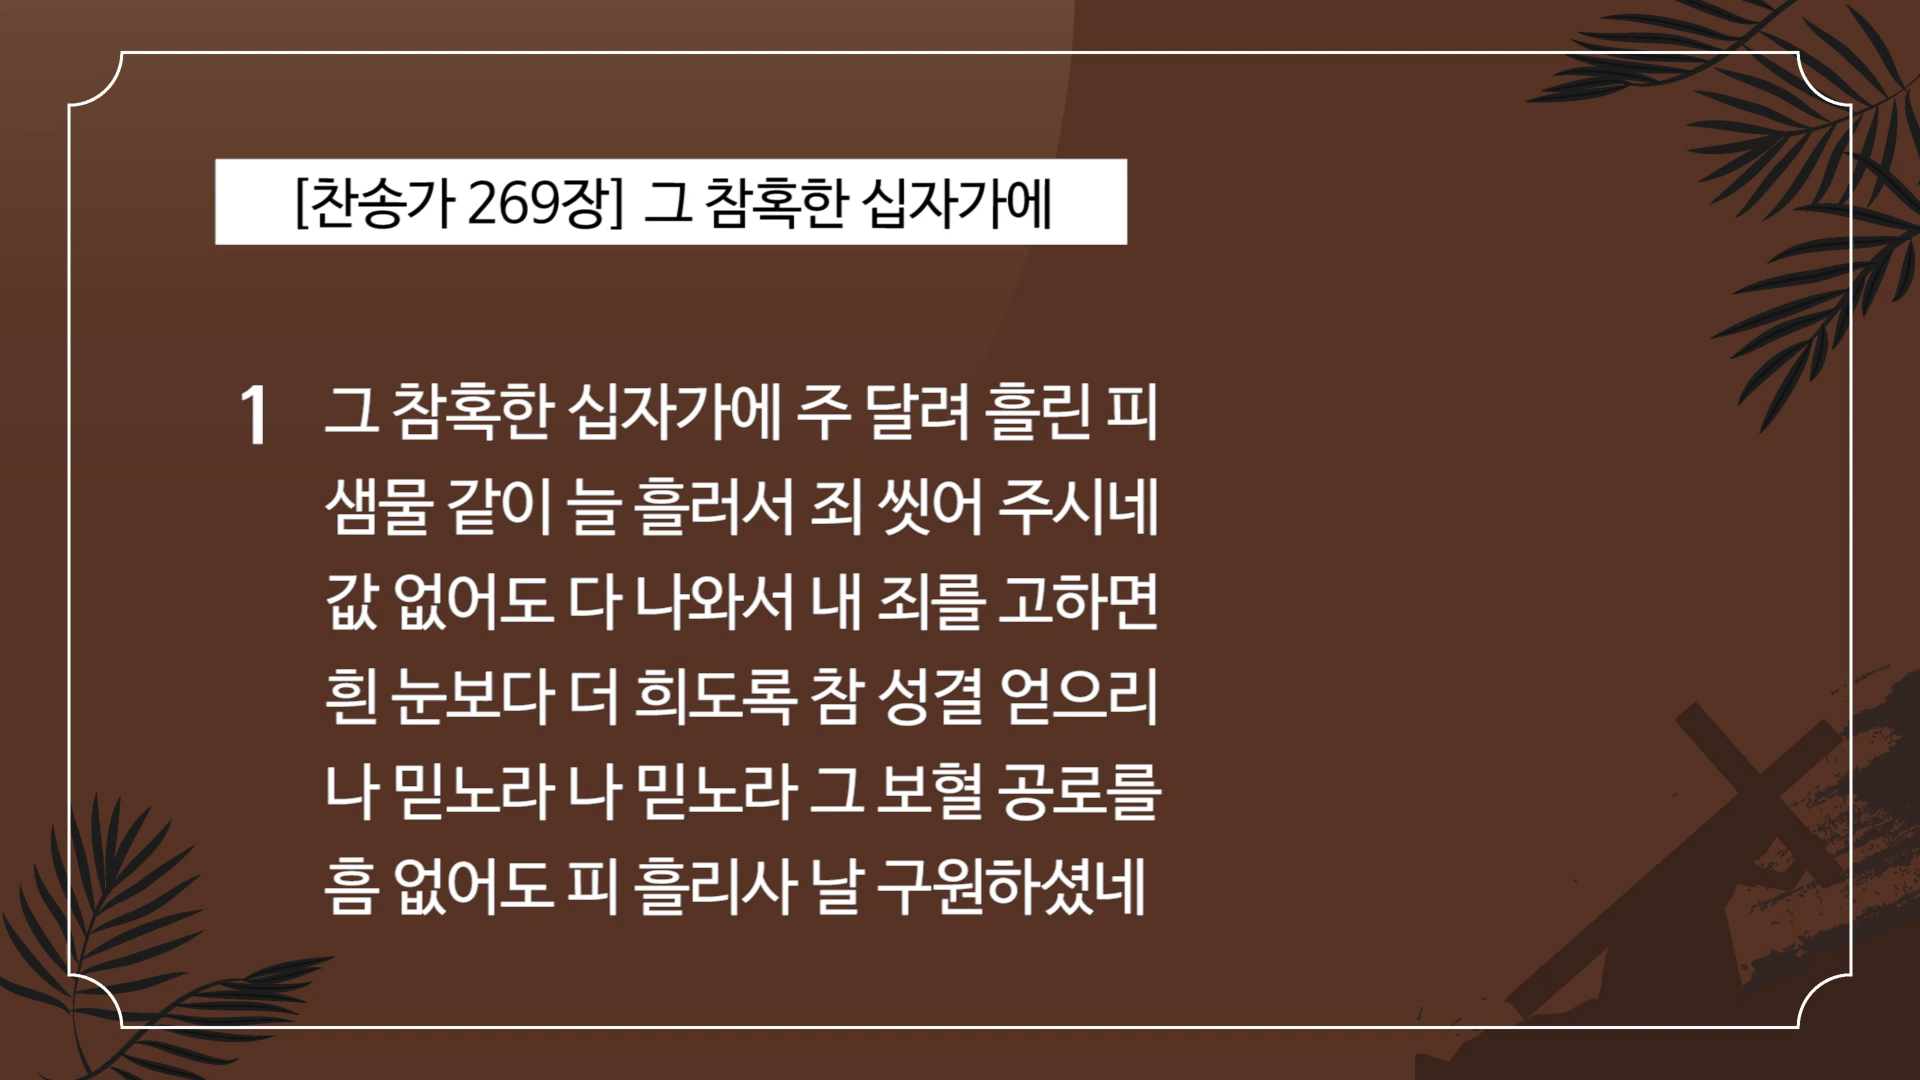 [찬송가 269장] 그 참혹한 십자가에
1 그 참혹한 십자가에 주 달려 흘린 피
샘물 같이 늘 흘러서 죄 씻어 주시네
값 없어도 다 나와서 내 죄를 고하면
흰 눈보다 더 희도록 참 성결 얻으리
나 믿노라 나 믿노라 그 보혈 공로를
흠 없어도 피 흘리사 날 구원하셨네